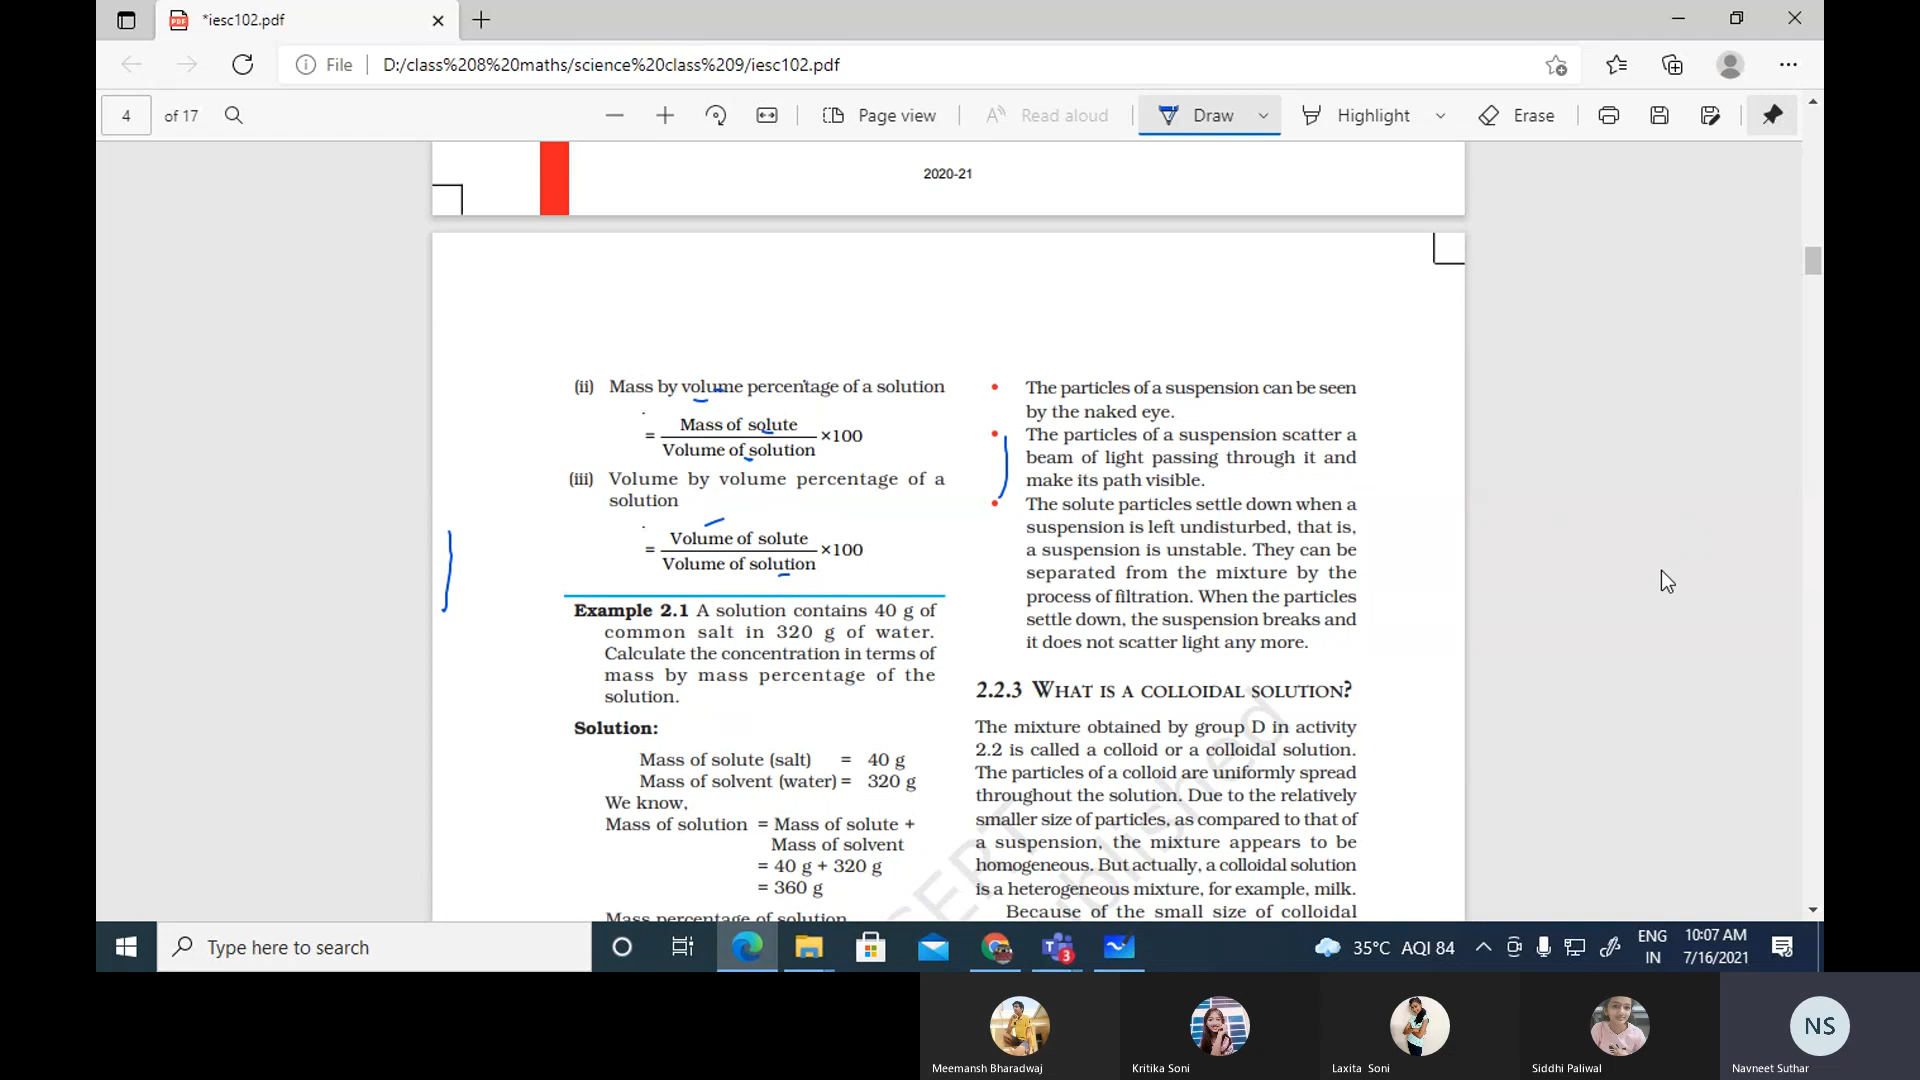 *iesc102.pdf
File
D:/class%208%20maths/science%20class%209/iesc102.pdf
4 of 17
Page view
Read aloud
Draw
Highlight
Erase
2020-21
(ii) Mass by volume percentage of a solution
= Mass of solute
Volume of solution ×100
(iii) Volume by volume percentage of a
solution
= Volume of solute
Volume of solution ×100
Example 2.1 A solution contains 40 g of
common salt in 320 g of water.
Calculate the concentration in terms of
mass by mass percentage of the
solution.
Solution:
Mass of solute (salt) = 40 g
Mass of solvent (water) = 320 g
We know,
Mass of solution = Mass of solute +
Mass of solvent
= 40 g + 320 g
= 360 g
Mass percentage of solution
• The particles of a suspension can be seen
by the naked eye.
• The particles of a suspension scatter a
beam of light passing through it and
make its path visible.
• The solute particles settle down when a
suspension is left undisturbed, that is,
a suspension is unstable. They can be
separated from the mixture by the
process of filtration. When the particles
settle down, the suspension breaks and
it does not scatter light any more.
2.2.3 WHAT IS A COLLOIDAL SOLUTION?
The mixture obtained by group D in activity
2.2 is called a colloid or a colloidal solution.
The particles of a colloid are uniformly spread
throughout the solution. Due to the relatively
smaller size of particles, as compared to that of
a suspension, the mixture appears to be
homogeneous. But actually, a colloidal solution
is a heterogeneous mixture, for example, milk.
Because of the small size of colloidal
Type here to search
35°C AQI 84
ENG
IN
10:07 AM
7/16/2021
3
NS
Meemansh Bharadwaj
Kritika Soni
Laxita Soni
Siddhi Paliwal
Navneet Suthar